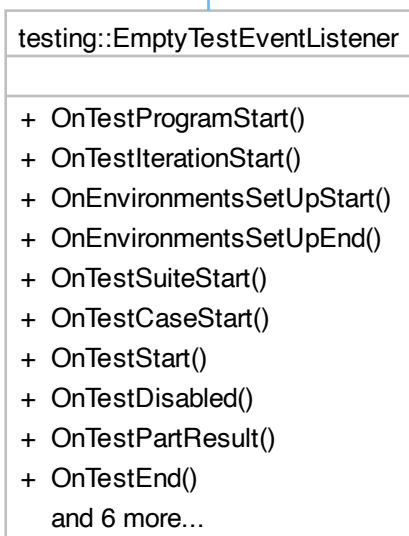 testing::EmptyTestEventListener
+ OnTestProgramStart()
+ OnTestIterationStart()
+ OnEnvironmentsSetUpStart()
+ OnEnvironmentsSetUpEnd()
+ OnTestSuiteStart()
+ OnTestCaseStart()
+ OnTestStart()
+ OnTestDisabled()
+ OnTestPartResult()
+ OnTestEnd()
and 6 more...